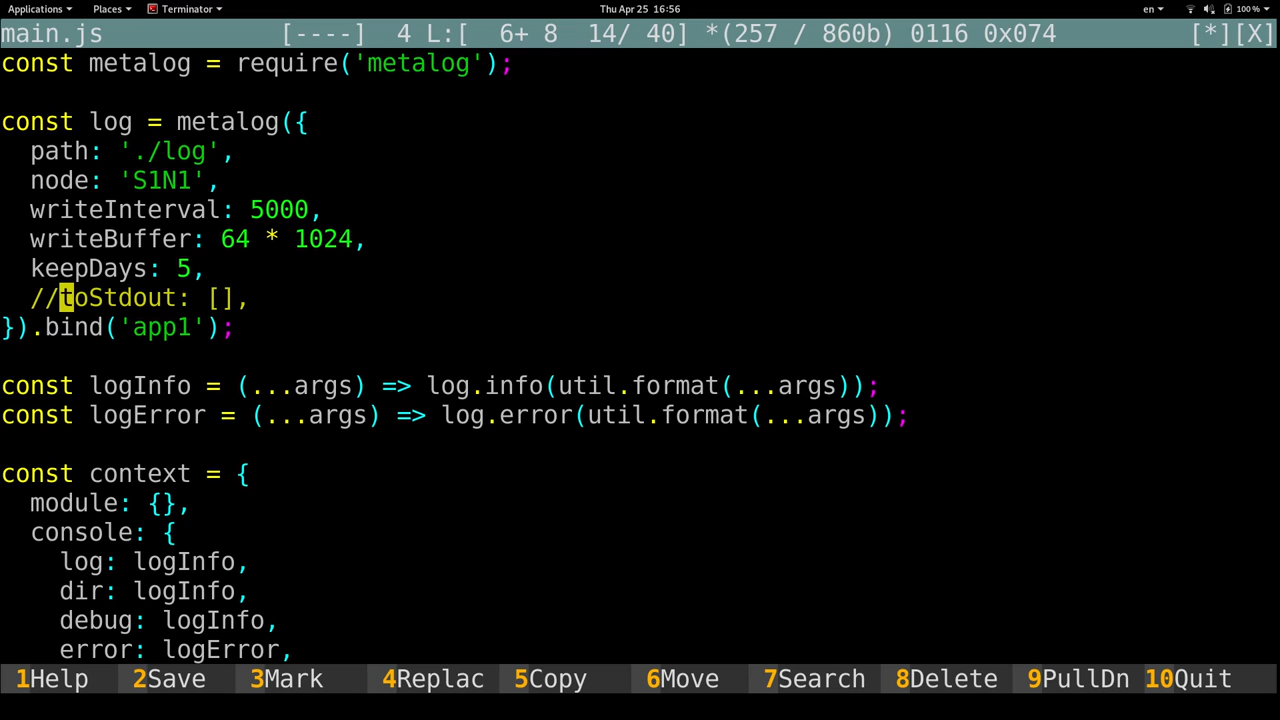 Applications Places Terminator Thu Apr 25 16:56 en 100%
main.js [----] 4 L:[ 6+ 8 14/ 40] *(257 / 860b) 0116 0x074 [*][X]
const metalog = require('metalog');
const log = metalog({
  path: './log',
  node: 'S1N1',
  writeInterval: 5000,
  writeBuffer: 64 * 1024,
  keepDays: 5,
  //toStdout: [],
}).bind('app1');
const logInfo = (...args) => log.info(util.format(...args));
const logError = (...args) => log.error(util.format(...args));
const context = {
  module: {},
  console: {
    log: logInfo,
    dir: logInfo,
    debug: logInfo,
    error: logError,
1Help 2Save 3Mark 4Replac 5Copy 6Move 7Search 8Delete 9PullDn 10Quit